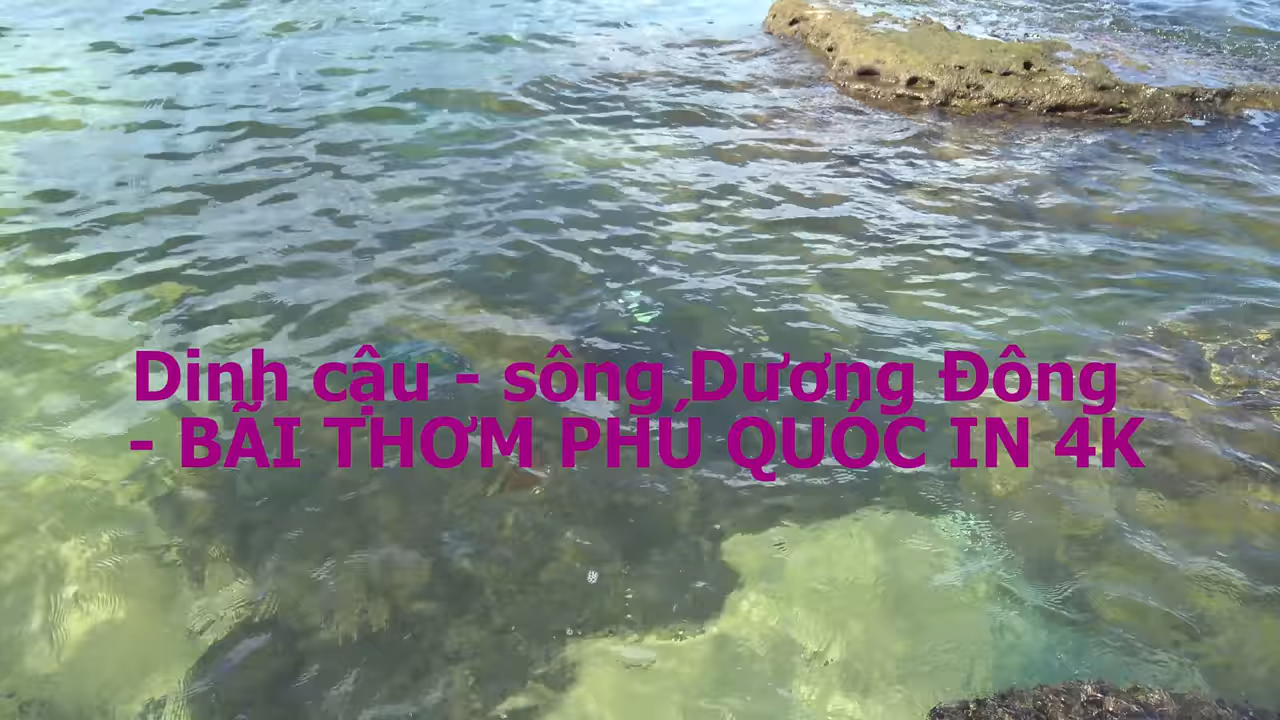 Dinh cậu - sông Dương Đông
- BÃI THƠM PHÚ QUỐC IN 4K